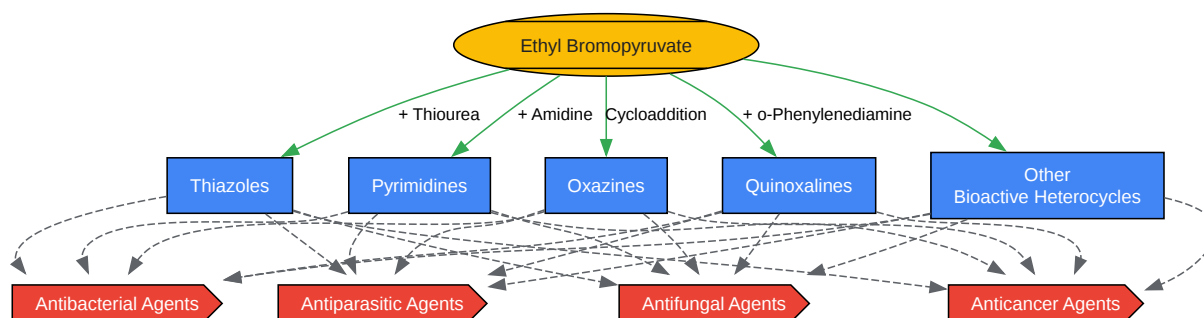 Ethyl Bromopyruvate
+ Thiourea
+ Amidine
Cycloaddition
+ o-Phenylenediamine
Thiazoles
Pyrimidines
Oxazines
Quinoxalines
Other
Bioactive Heterocycles
Antibacterial Agents
Antiparasitic Agents
Antifungal Agents
Anticancer Agents